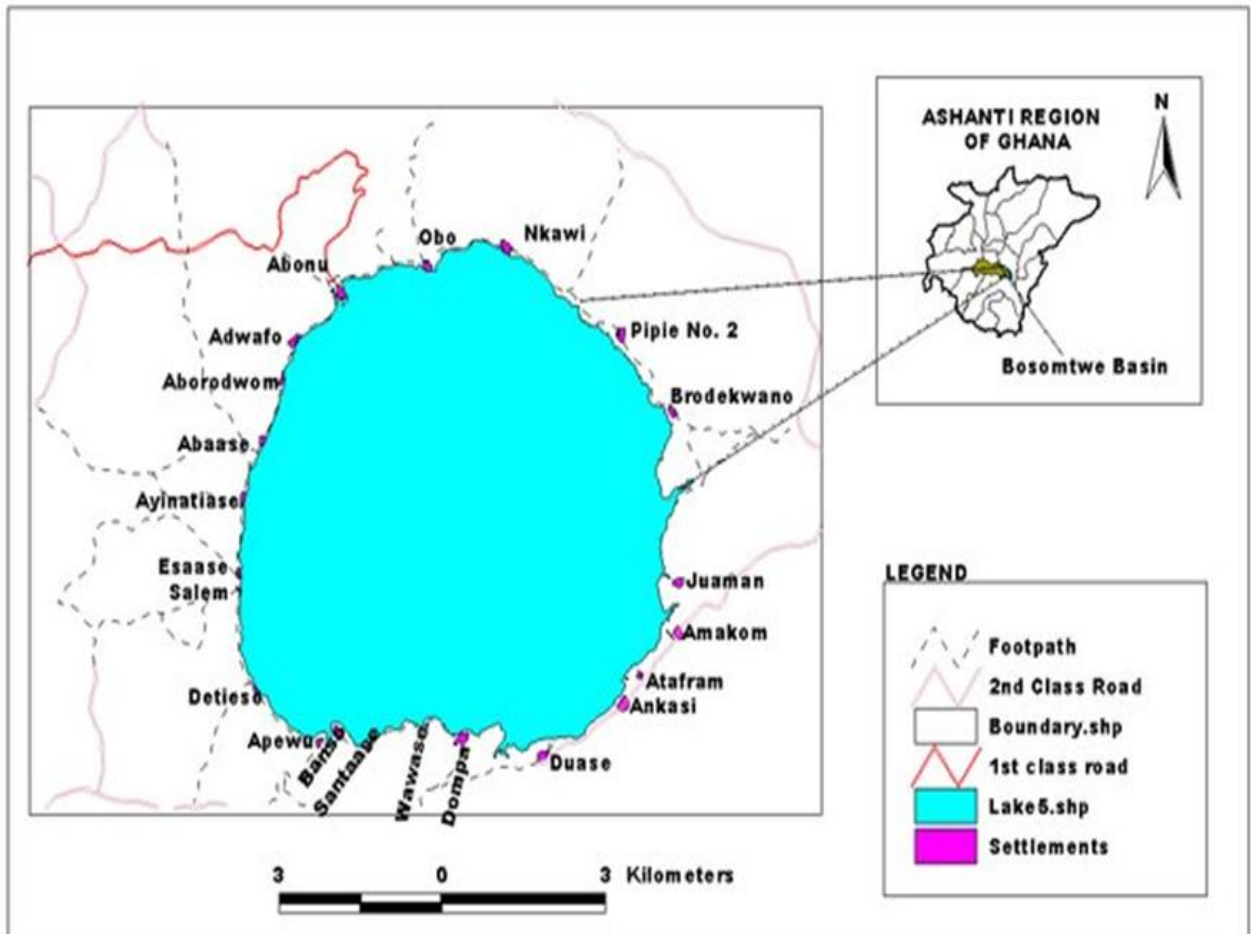 ASHANTI REGION
OF GHANA
N
Bosomtwe Basin
Obo
Nkawi
Abonu
Adwafo
Pipie No. 2
Aborodwom
Brodekwano
Abaase
Ayinatiase
Esaase
Salem
Juaman
Amakom
Detieso
Atafram
Ankasi
Apewu
Banso
Santaase
Wawase
Dompa
Duase
LEGEND
Footpath
2nd Class Road
Boundary.shp
1st class road
Lake5.shp
Settlements
3 0 3 Kilometers